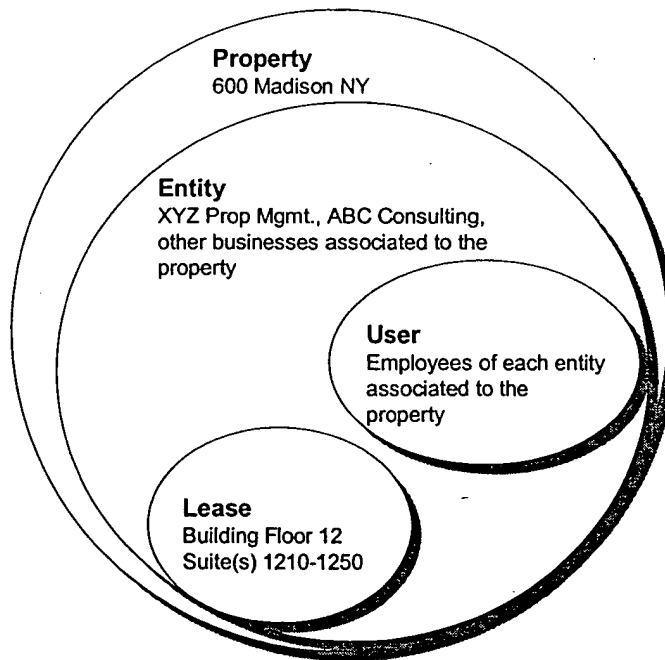 Property
600 Madison NY
Entity
XYZ Prop Mgmt., ABC Consulting,
other businesses associated to the
property
User
Employees of each entity
associated to the
property
Lease
Building Floor 12
Suite(s) 1210-1250